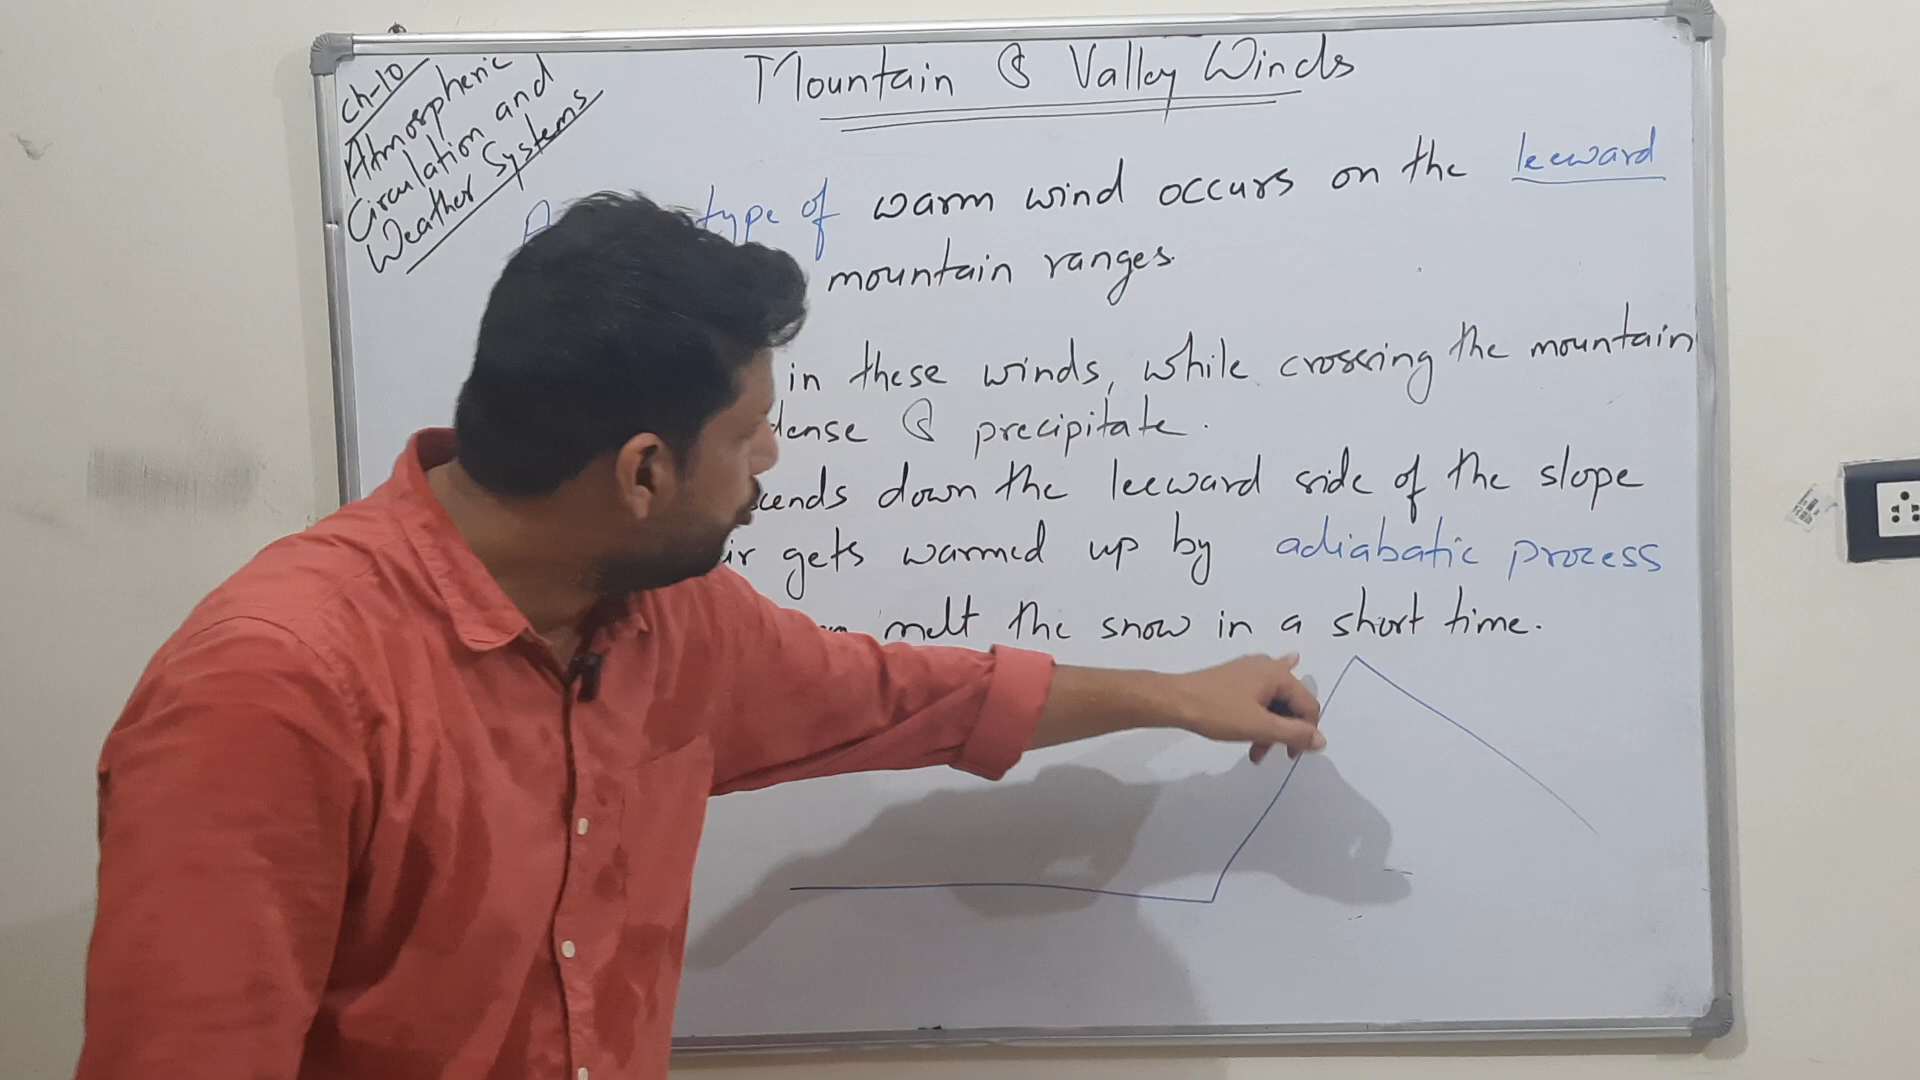 Ch-10
Atmospheric
Circulation and
Weather Systems
Mountain & Valley Winds
type of warm wind occurs on the leeward
mountain ranges.
in these winds, while crossing the mountain
& precipitate.
down the leeward side of the slope
gets warmed up by adiabatic process
melt the snow in a short time.